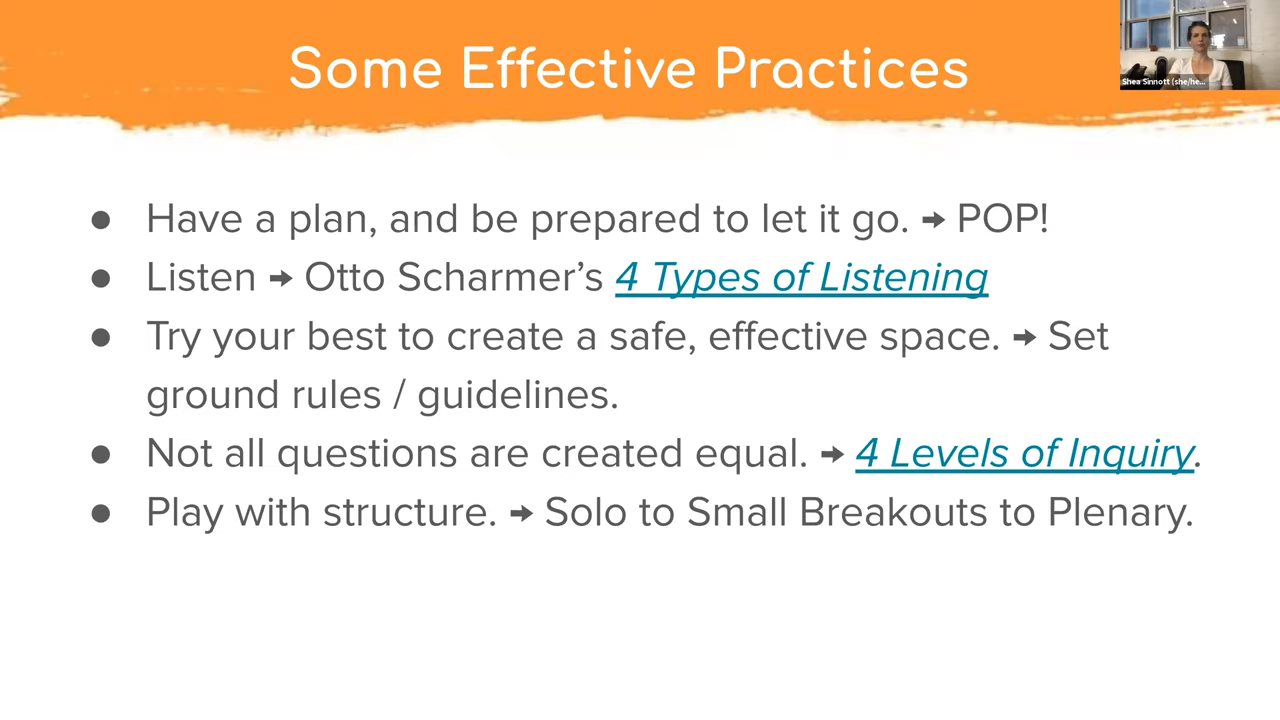 Some Effective Practices
Shea Sinnott (she/he...
● Have a plan, and be prepared to let it go. → POP!
● Listen → Otto Scharmer’s 4 Types of Listening
● Try your best to create a safe, effective space. → Set
ground rules / guidelines.
● Not all questions are created equal. → 4 Levels of Inquiry.
● Play with structure. → Solo to Small Breakouts to Plenary.